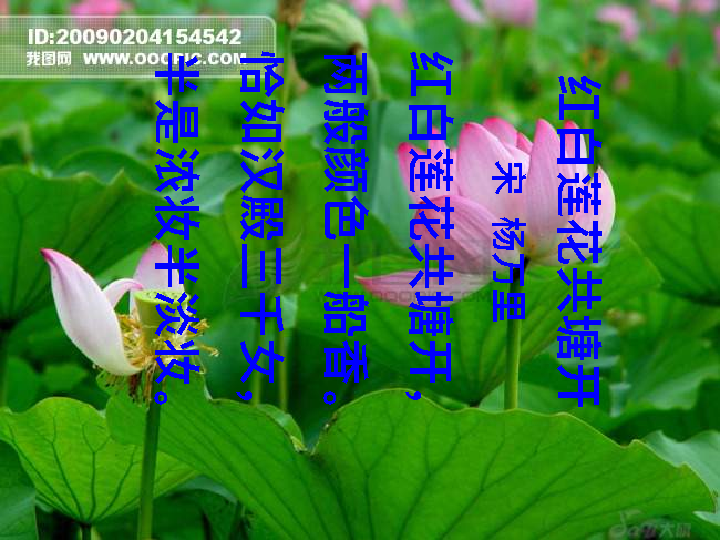 ID:20090204154542
我图网 WWW.OOOPIC.COM
红白莲花共塘开
宋 杨万里
红白莲花共塘开，
两般颜色一船香。
恰如汉殿三千女，
半是浓妆半淡妆。